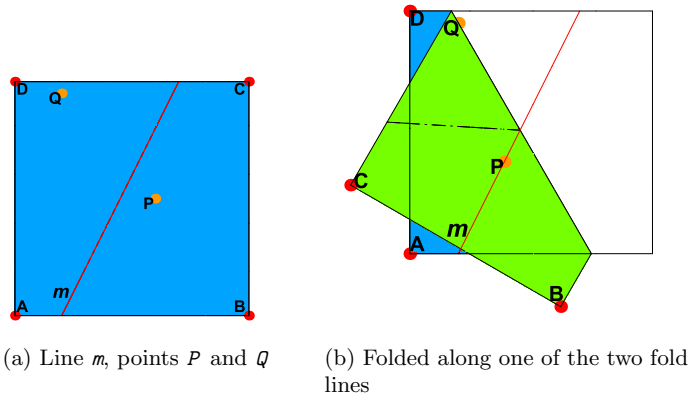 D
Q
C
P
m
A
B
D
Q
P
C
m
A
B
(a) Line m, points P and Q
(b) Folded along one of the two fold
lines